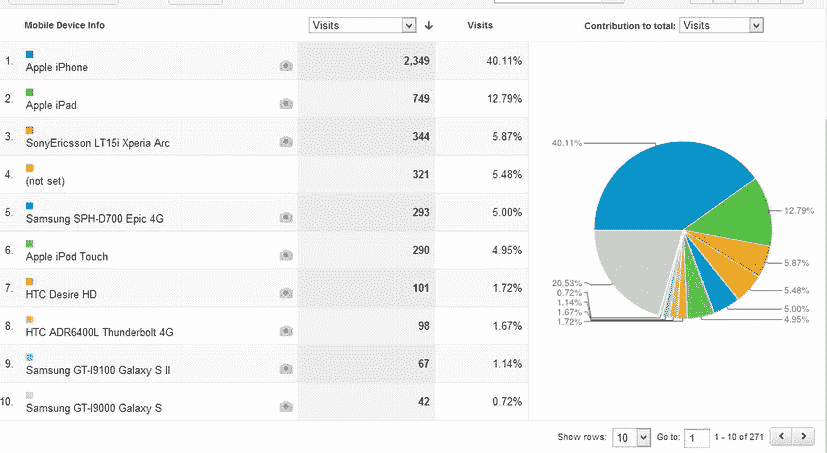 Mobile Device Info Visits Visits Contribution to total: Visits
1. Apple iPhone 2,349 40.11%
2. Apple iPad 749 12.79%
3. SonyEricsson LT15i Xperia Arc 344 5.87%
4. (not set) 321 5.48%
5. Samsung SPH-D700 Epic 4G 293 5.00%
6. Apple iPod Touch 290 4.95%
7. HTC Desire HD 101 1.72%
8. HTC ADR6400L Thunderbolt 4G 98 1.67%
9. Samsung GT-I9100 Galaxy S II 67 1.14%
10. Samsung GT-I9000 Galaxy S 42 0.72%
40.11%
12.79%
5.87%
5.48%
5.00%
4.95%
20.53%
0.72%
1.14%
1.67%
1.72%
Show rows: 10 Go to: 1 1 - 10 of 271